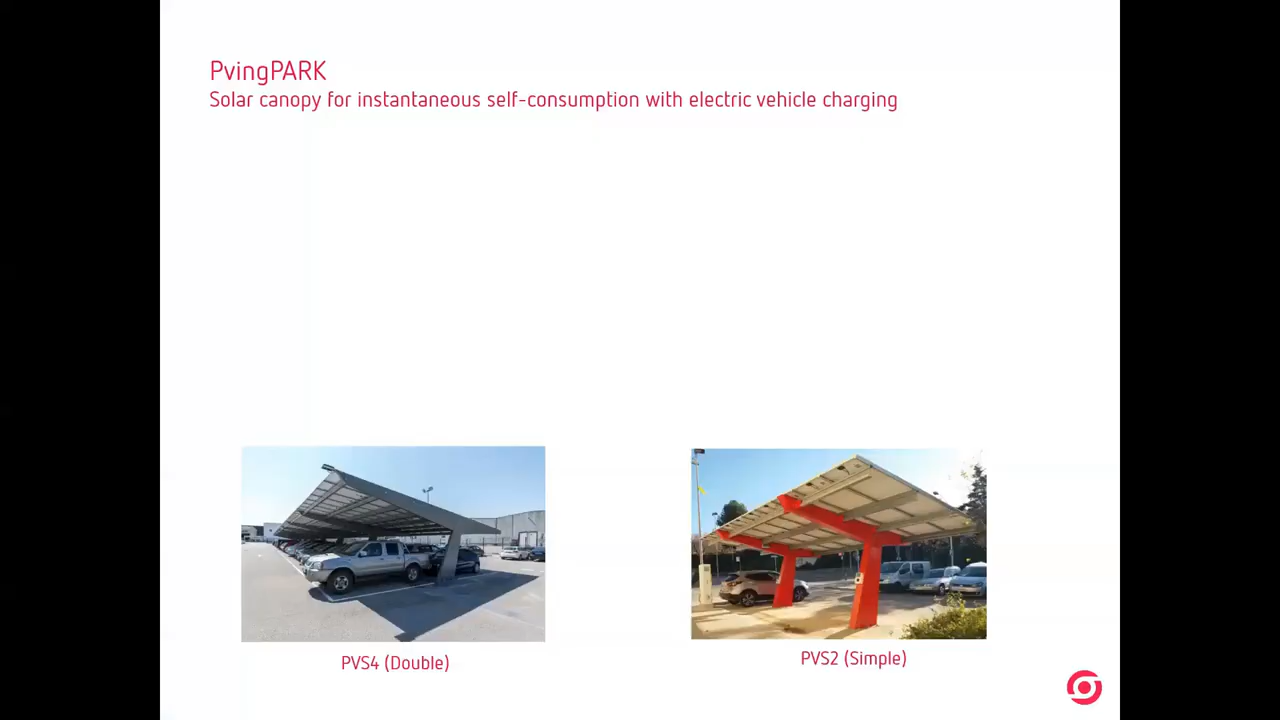 PvingPARK
Solar canopy for instantaneous self-consumption with electric vehicle charging
PVS4 (Double)
PVS2 (Simple)